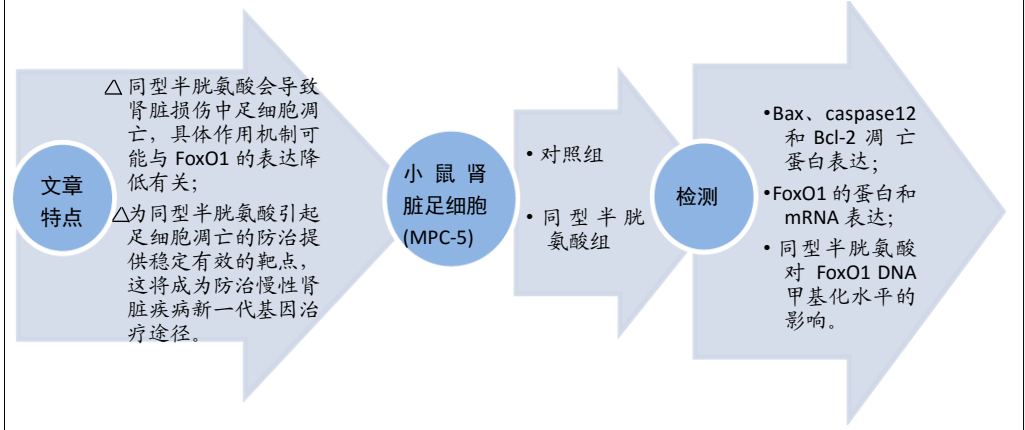 文章
特点
△ 同型半胱氨酸会导致
肾脏损伤中足细胞凋
亡，具体作用机制可
能与 FoxO1 的表达降
低有关；
△为同型半胱氨酸引起
足细胞凋亡的防治提
供稳定有效的靶点，
这将成为防治慢性肾
脏疾病新一代基因治
疗途径。
小 鼠 肾
脏足细胞
(MPC-5)
• 对照组
• 同 型 半 胱
氨酸组
检测
•Bax、caspase12
和 Bcl-2 凋 亡
蛋白表达；
•FoxO1 的蛋白和
mRNA 表达；
• 同型半胱氨酸
对 FoxO1 DNA
甲基化水平的
影响。